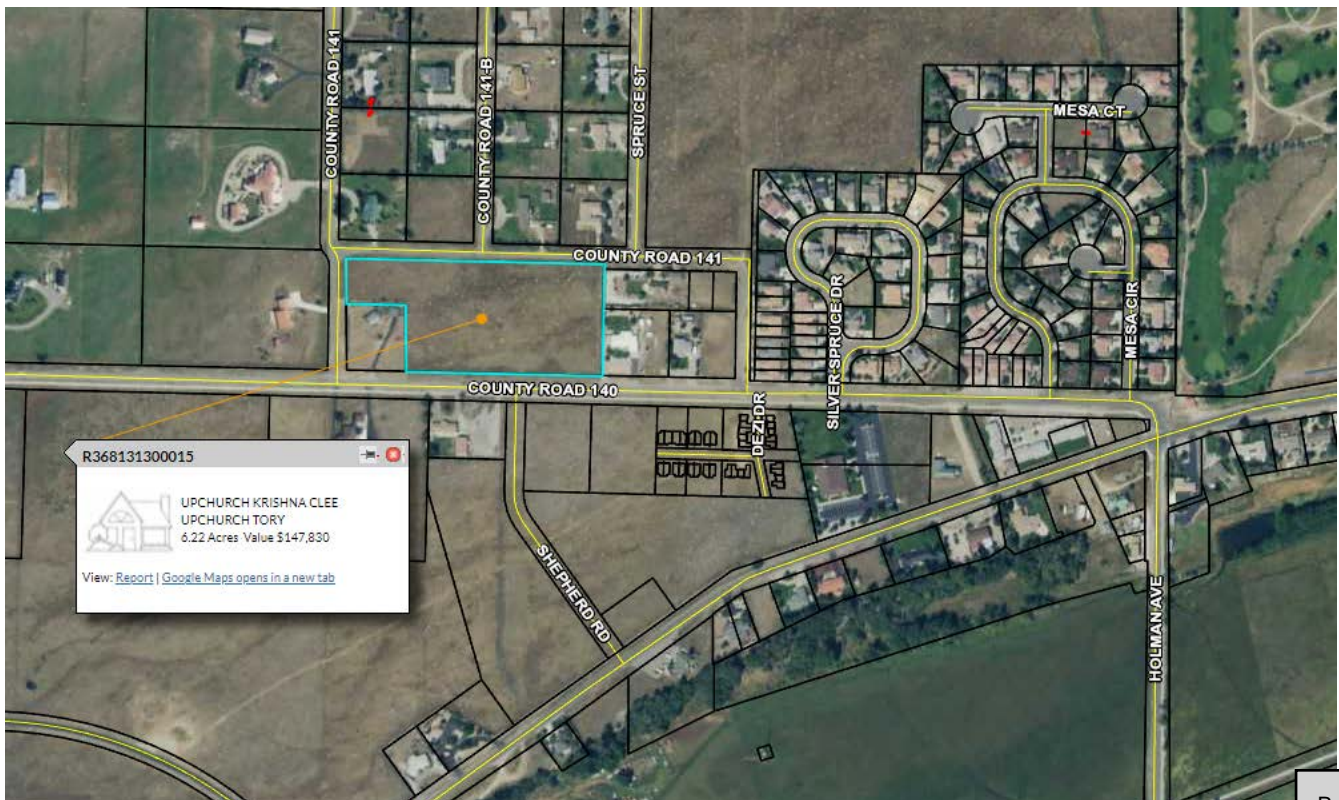 COUNTY ROAD 141
COUNTY ROAD 141-B
SPRUCE ST
MESA CT
COUNTY ROAD 141
SILVER SPRUCE DR
MESA CIR
COUNTY ROAD 140
DEZI DR
R368131300015
UPCHURCH KRISHNA CLEE
UPCHURCH TORY
6.22 Acres Value $147,830
View: Report | Google Maps opens in a new tab
SHEPHERD RD
HOLMAN AVE